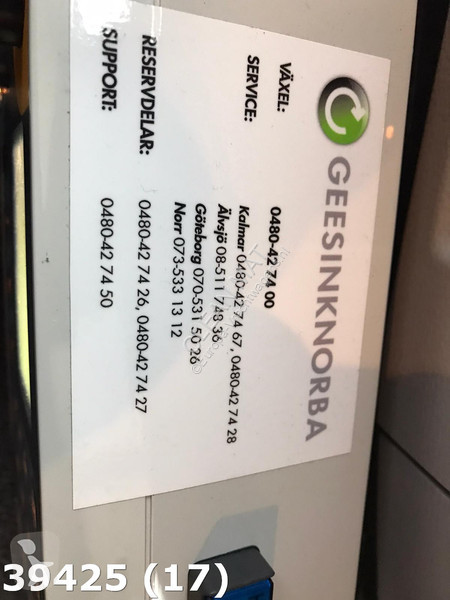 GEESINKNORBA
VÄXEL: 0480-42 74 00
SERVICE: Kalmar 0480-42 74 67, 0480-42 74 28
Älvsjö 08-511 748 36
Göteborg 070-531 50 26
Norr 073-533 13 12
RESERVDELAR: 0480-42 74 26, 0480-42 74 27
SUPPORT: 0480-42 74 50
39425 (17)